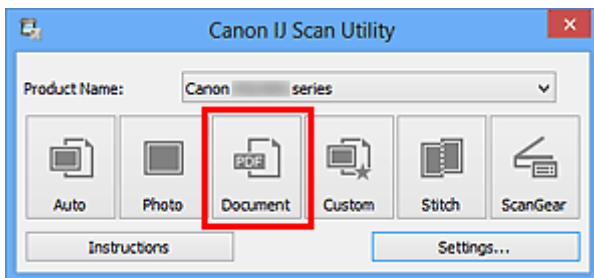 Canon IJ Scan Utility
Product Name: Canon series
PDF
Auto Photo Document Custom Stitch ScanGear
Instructions Settings...